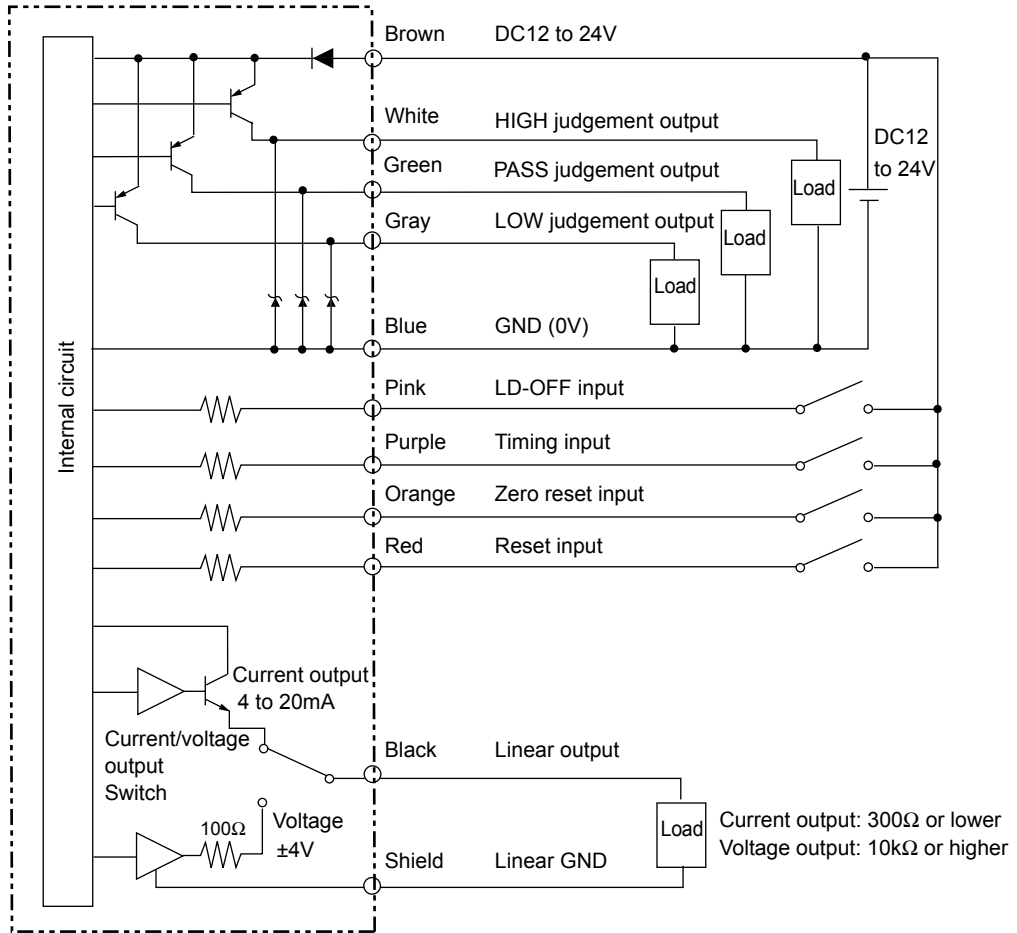 Brown DC12 to 24V
White HIGH judgement output
DC12
to 24V
Green PASS judgement output
Load
Gray LOW judgement output
Load
Load
Blue GND (0V)
Internal circuit
Pink LD-OFF input
Purple Timing input
Orange Zero reset input
Red Reset input
Current output
4 to 20mA
Current/voltage
output
Switch
Black Linear output
100Ω
Voltage
±4V
Load
Current output: 300Ω or lower
Voltage output: 10kΩ or higher
Shield Linear GND